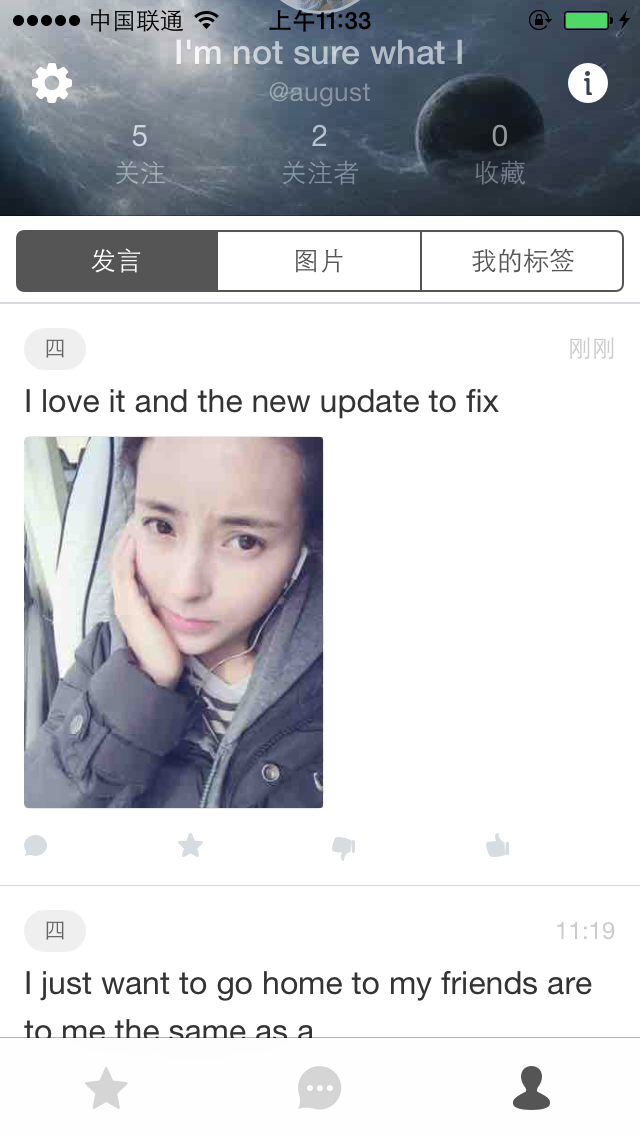 中国联通 上午11:33
I'm not sure what I
@august
5 2 0
关注 关注者 收藏
发言 图片 我的标签
四 刚刚
I love it and the new update to fix
四 11:19
I just want to go home to my friends are
to me the same as a